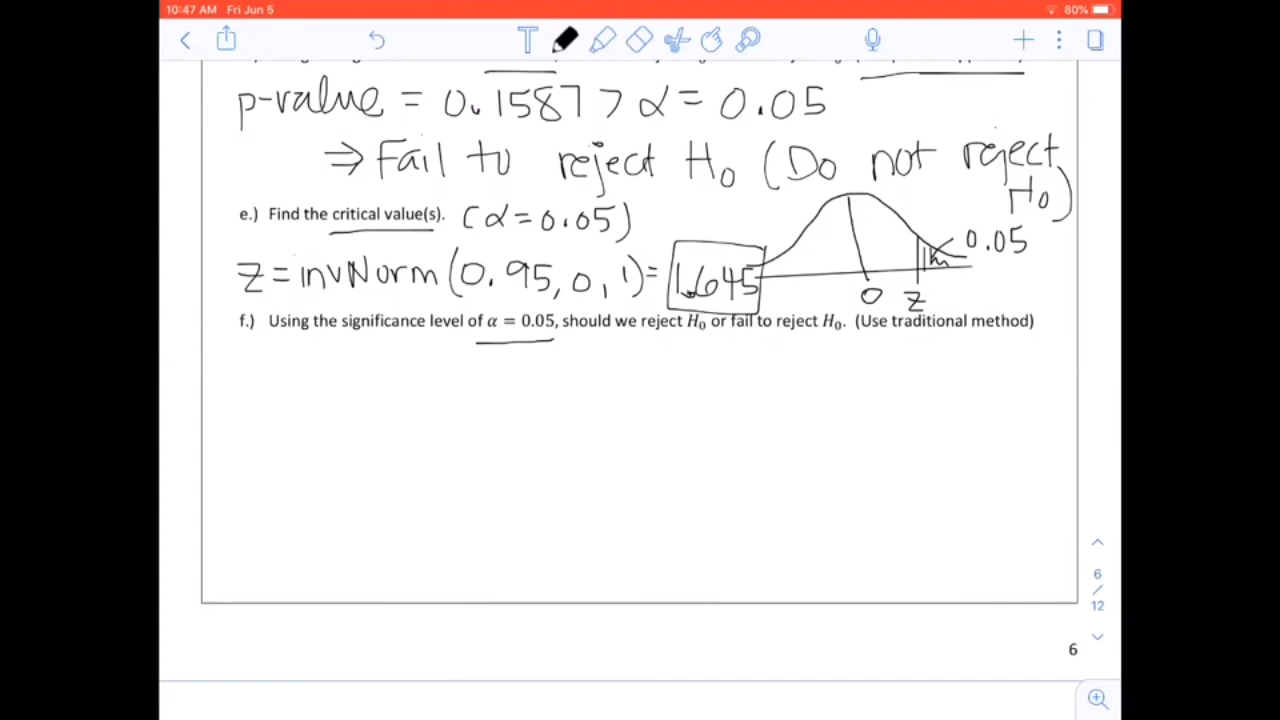 10:47 AM Fri Jun 5
80%
p-value = 0.1587 > α = 0.05
⇒ Fail to reject H₀ (Do not reject H₀)
e.) Find the critical value(s). (α = 0.05)
0.05
z = invNorm(0.95, 0, 1) = 1.645
0 z
f.) Using the significance level of α = 0.05, should we reject H₀ or fail to reject H₀. (Use traditional method)
6
/
12
6